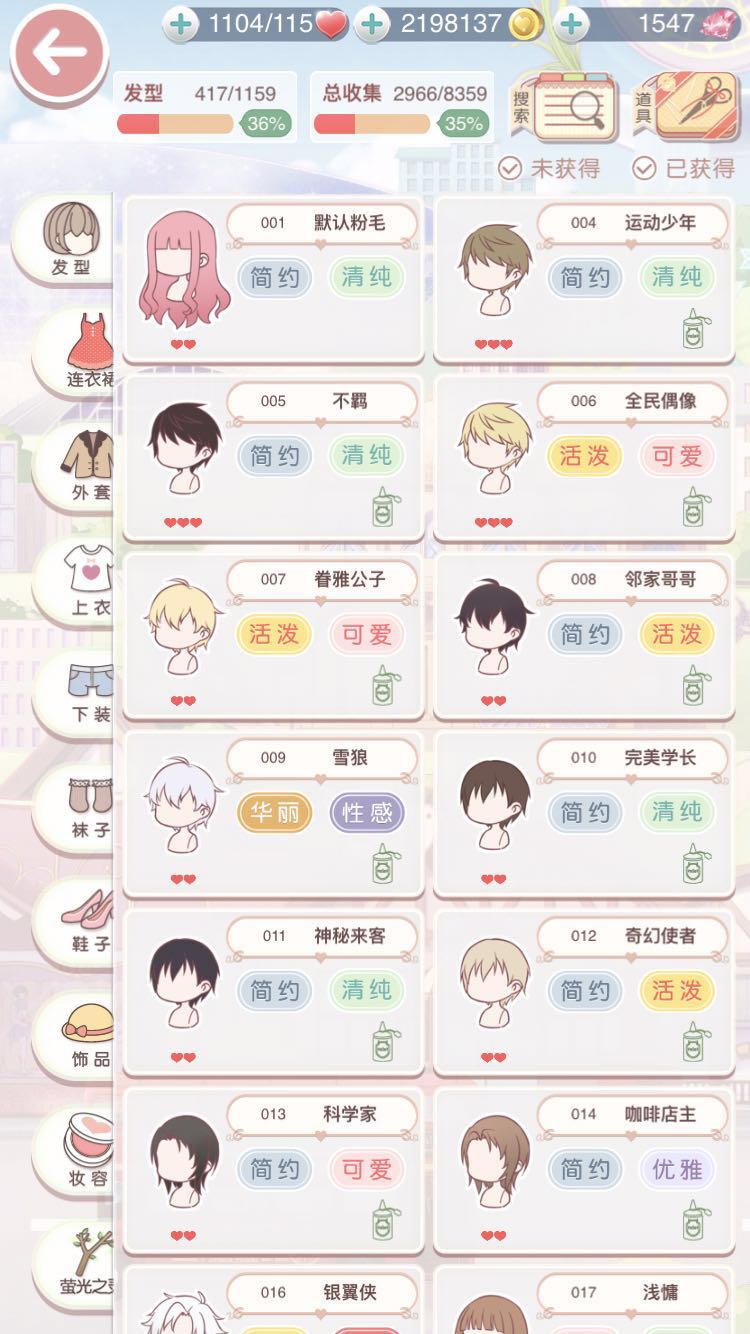 1104/115
2198137
1547
发型 417/1159
36%
总收集 2966/8359
35%
搜索
道具
未获得
已获得
发型
连衣裙
外套
上衣
下装
袜子
鞋子
饰品
妆容
萤光之灵
001 默认粉毛
简约 清纯
004 运动少年
简约 清纯
005 不羁
简约 清纯
006 全民偶像
活泼 可爱
007 眷雅公子
活泼 可爱
008 邻家哥哥
简约 活泼
009 雪狼
华丽 性感
010 完美学长
简约 清纯
011 神秘来客
简约 清纯
012 奇幻使者
简约 活泼
013 科学家
简约 可爱
014 咖啡店主
简约 优雅
016 银翼侠
017 浅慵